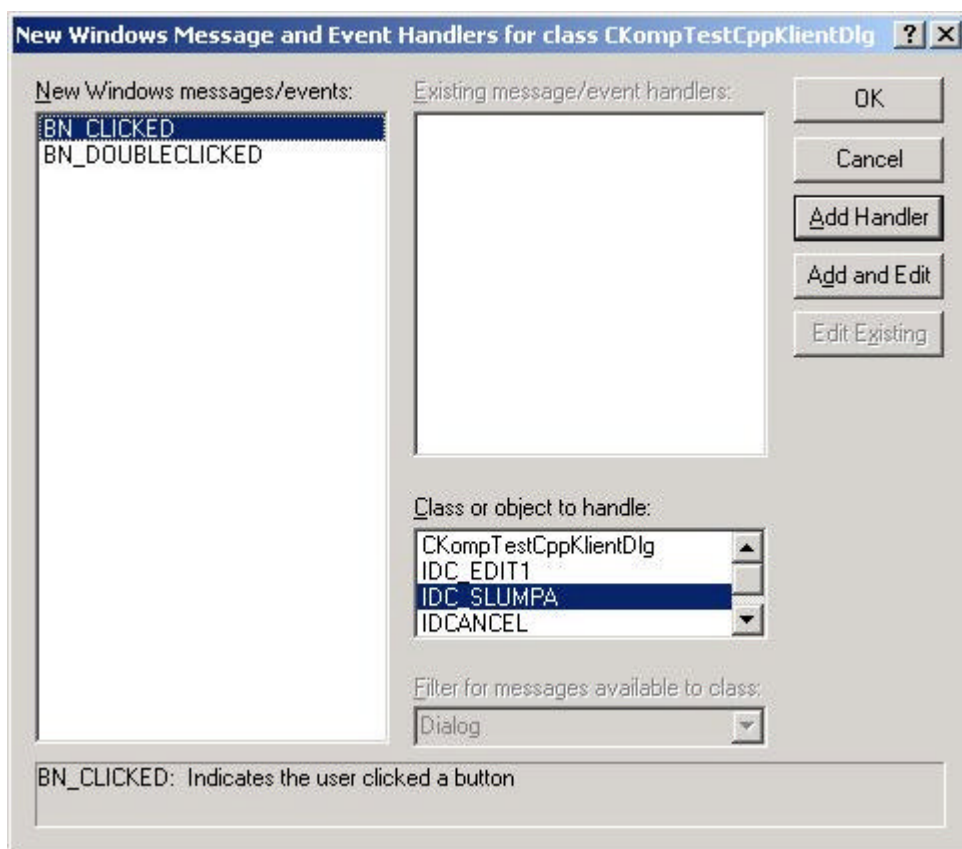 New Windows Message and Event Handlers for class CKompTestCppKlientDlg
New Windows messages/events:
BN_CLICKED
BN_DOUBLECLICKED
Existing message/event handlers:
OK
Cancel
Add Handler
Add and Edit
Edit Existing
Class or object to handle:
CKompTestCppKlientDlg
IDC_EDIT1
IDC_SLUMPA
IDCANCEL
Filter for messages available to class:
Dialog
BN_CLICKED: Indicates the user clicked a button